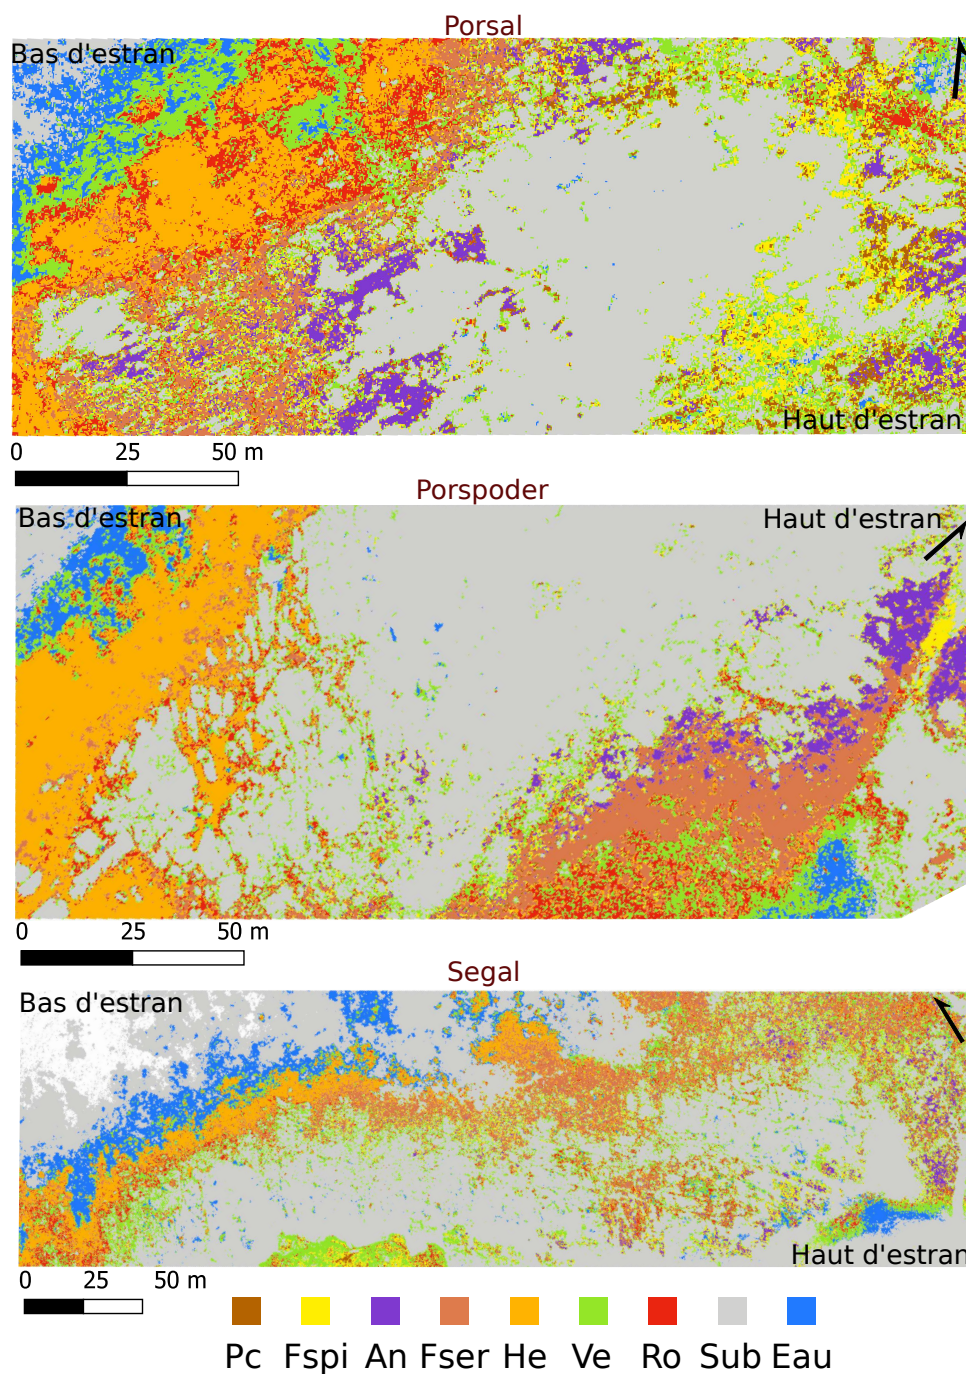 Porsal
Bas d'estran
Haut d'estran
0 25 50 m
Porspoder
Bas d'estran Haut d'estran
0 25 50 m
Segal
Bas d'estran
Haut d'estran
0 25 50 m
Pc Fspi An Fser He Ve Ro Sub Eau